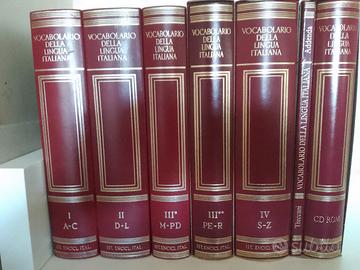 VOCABOLARIO
DELLA
LINGUA
ITALIANA
I
A-C
IST. ENCICL. ITAL.
VOCABOLARIO
DELLA
LINGUA
ITALIANA
II
D-L
IST. ENCICL. ITAL.
VOCABOLARIO
DELLA
LINGUA
ITALIANA
III*
M-PD
IST. ENCICL. ITAL.
VOCABOLARIO
DELLA
LINGUA
ITALIANA
III**
PE-R
IST. ENCICL. ITAL.
VOCABOLARIO
DELLA
LINGUA
ITALIANA
IV
S-Z
IST. ENCICL. ITAL.
Treccani VOCABOLARIO DELLA LINGUA ITALIANA Addenda
VOCABOLARIO
DELLA
LINGUA
ITALIANA
CD ROM